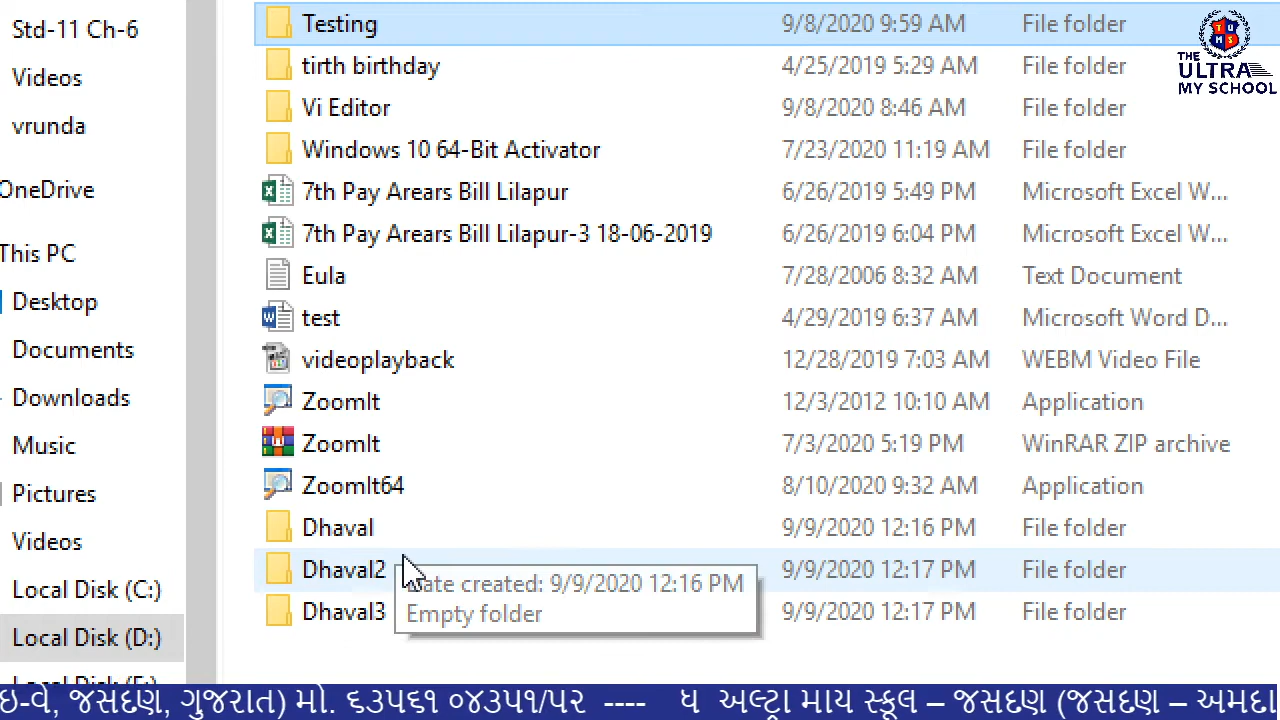 Std-11 Ch-6
Videos
vrunda
OneDrive
This PC
Desktop
Documents
Downloads
Music
Pictures
Videos
Local Disk (C:)
Local Disk (D:)
Testing 9/8/2020 9:59 AM File folder
tirth birthday 4/25/2019 5:29 AM File folder
Vi Editor 9/8/2020 8:46 AM File folder
Windows 10 64-Bit Activator 7/23/2020 11:19 AM File folder
7th Pay Arears Bill Lilapur 6/26/2019 5:49 PM Microsoft Excel W...
7th Pay Arears Bill Lilapur-3 18-06-2019 6/26/2019 6:04 PM Microsoft Excel W...
Eula 7/28/2006 8:32 AM Text Document
test 4/29/2019 6:37 AM Microsoft Word D...
videoplayback 12/28/2019 7:03 AM WEBM Video File
ZoomIt 12/3/2012 10:10 AM Application
ZoomIt 7/3/2020 5:19 PM WinRAR ZIP archive
ZoomIt64 8/10/2020 9:32 AM Application
Dhaval 9/9/2020 12:16 PM File folder
Dhaval2 9/9/2020 12:17 PM File folder
Dhaval3 9/9/2020 12:17 PM File folder
ate created: 9/9/2020 12:16 PM
Empty folder
TUMS
THE
ULTRA
MY SCHOOL
ઇ-વે, જસદણ, ગુજરાત) મો. ૬૩૫૬૧ ૦૪૩૫૧/૫૨ ---- ધ અલ્ટ્રા માય સ્કૂલ – જસદણ (જસદણ – અમદા